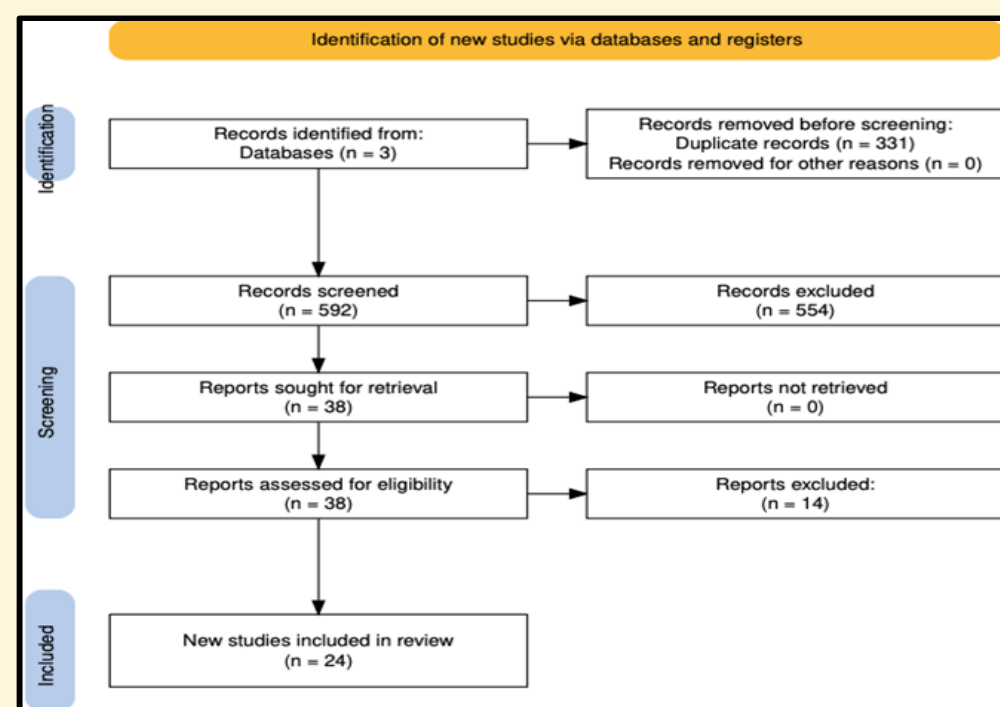 Identification of new studies via databases and registers
Identification
Records identified from:
Databases (n = 3)
Records removed before screening:
Duplicate records (n = 331)
Records removed for other reasons (n = 0)
Screening
Records screened
(n = 592)
Records excluded
(n = 554)
Reports sought for retrieval
(n = 38)
Reports not retrieved
(n = 0)
Reports assessed for eligibility
(n = 38)
Reports excluded:
(n = 14)
Included
New studies included in review
(n = 24)